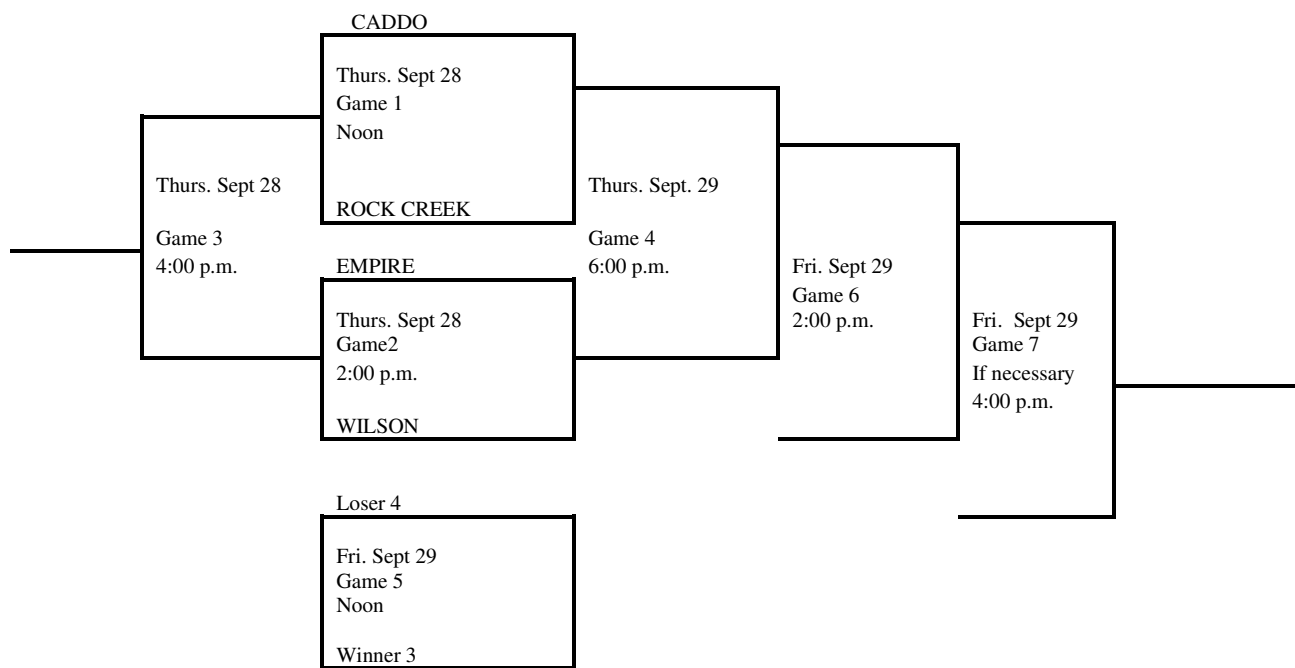 CADDO
Thurs. Sept 28
Game 1
Noon
ROCK CREEK
Thurs. Sept 28
Game 3
4:00 p.m.
EMPIRE
Thurs. Sept 28
Game2
2:00 p.m.
WILSON
Thurs. Sept. 29
Game 4
6:00 p.m.
Fri. Sept 29
Game 6
2:00 p.m.
Fri. Sept 29
Game 7
If necessary
4:00 p.m.
Loser 4
Fri. Sept 29
Game 5
Noon
Winner 3